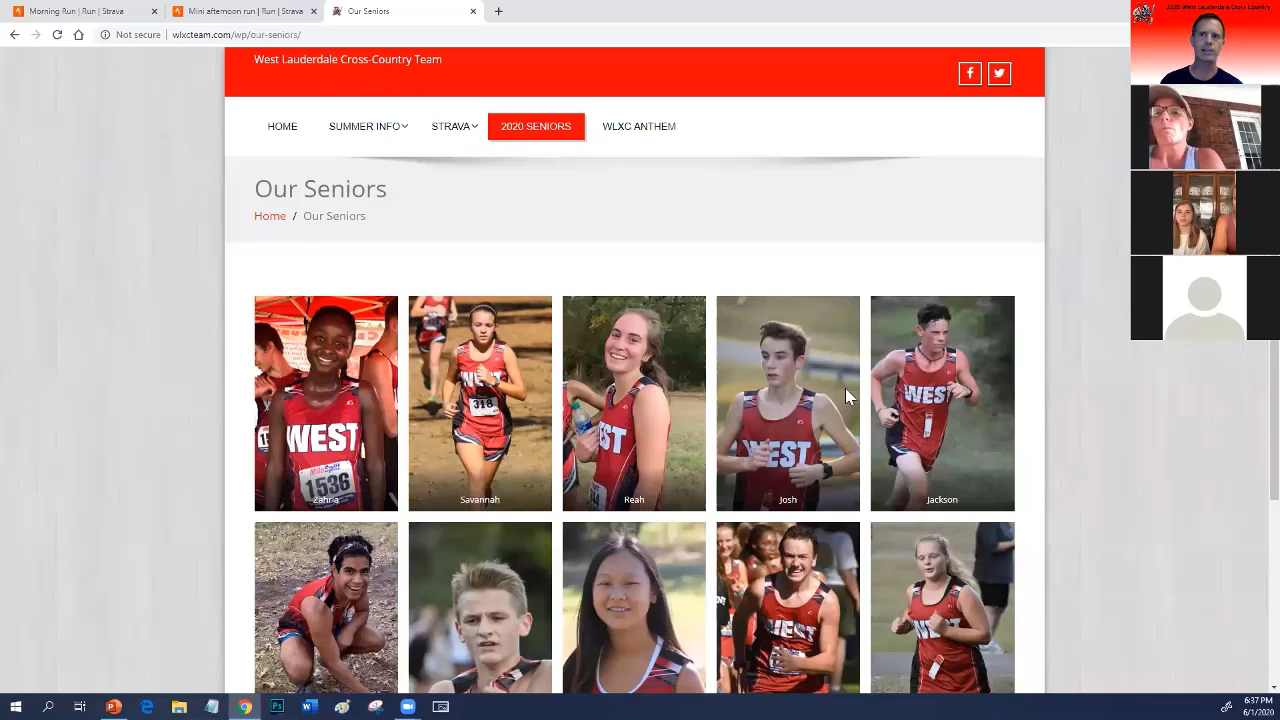 Morning Run | Run | Strava
Mini afternoon run | Run | Strava
Our Seniors
Not secure
wlxcteam.com/wp/our-seniors/
2020 West Lauderdale Cross Country
West Lauderdale Cross-Country Team
HOME
SUMMER INFO
STRAVA
2020 SENIORS
WLXC ANTHEM
Our Seniors
Home / Our Seniors
WEST
MileSplit
1536
Zahria
318
Savannah
Reah
WEST
Josh
WEST
Jackson
WEST
WEST
6:37 PM
6/1/2020